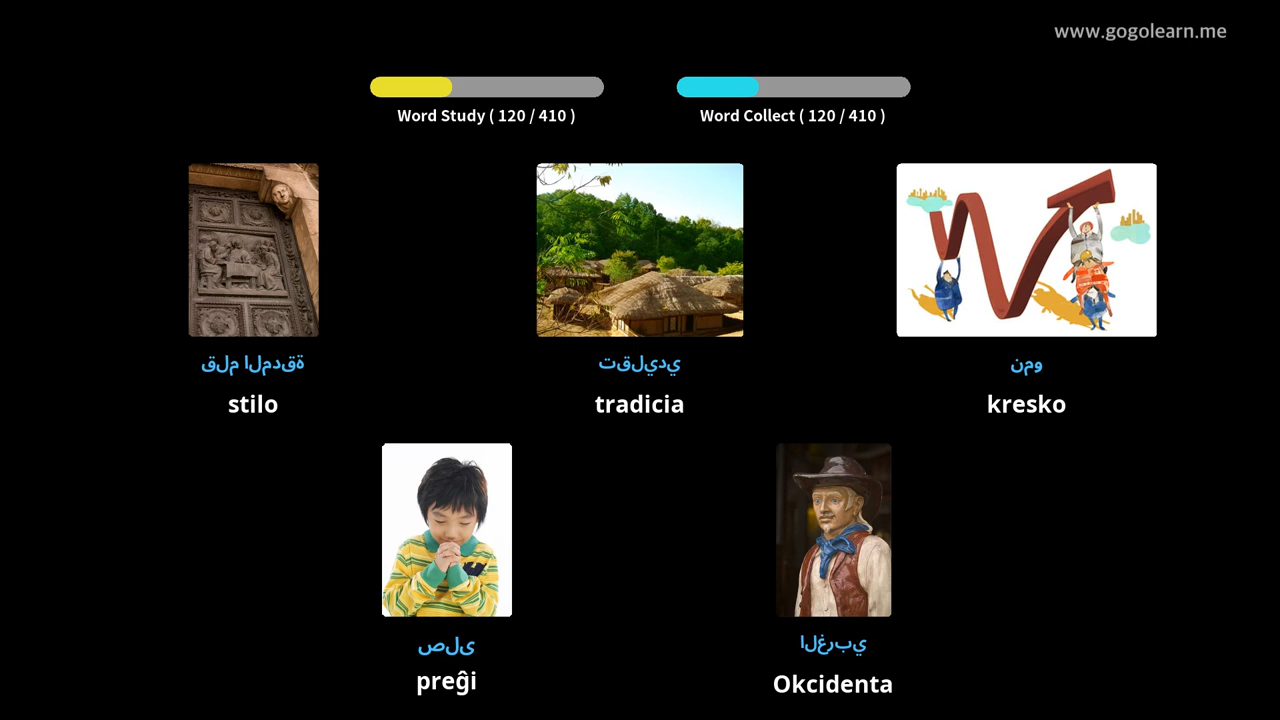 www.gogolearn.me
Word Study ( 120 / 410 )
Word Collect ( 120 / 410 )
قلم المدقة
تقليدي
نمو
stilo
tradicia
kresko
صلى
الغربي
preĝi
Okcidenta